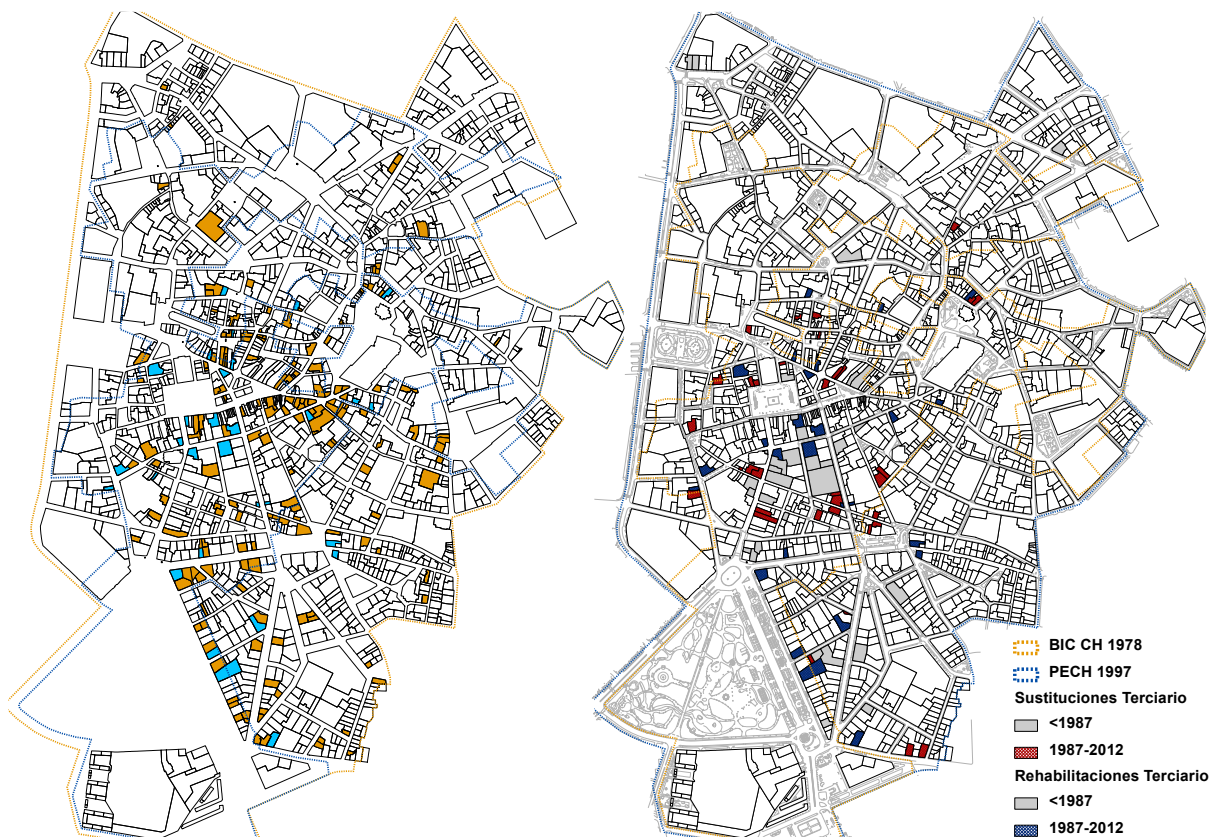 BIC CH 1978
PECH 1997
Sustituciones Terciario
<1987
1987-2012
Rehabilitaciones Terciario
<1987
1987-2012